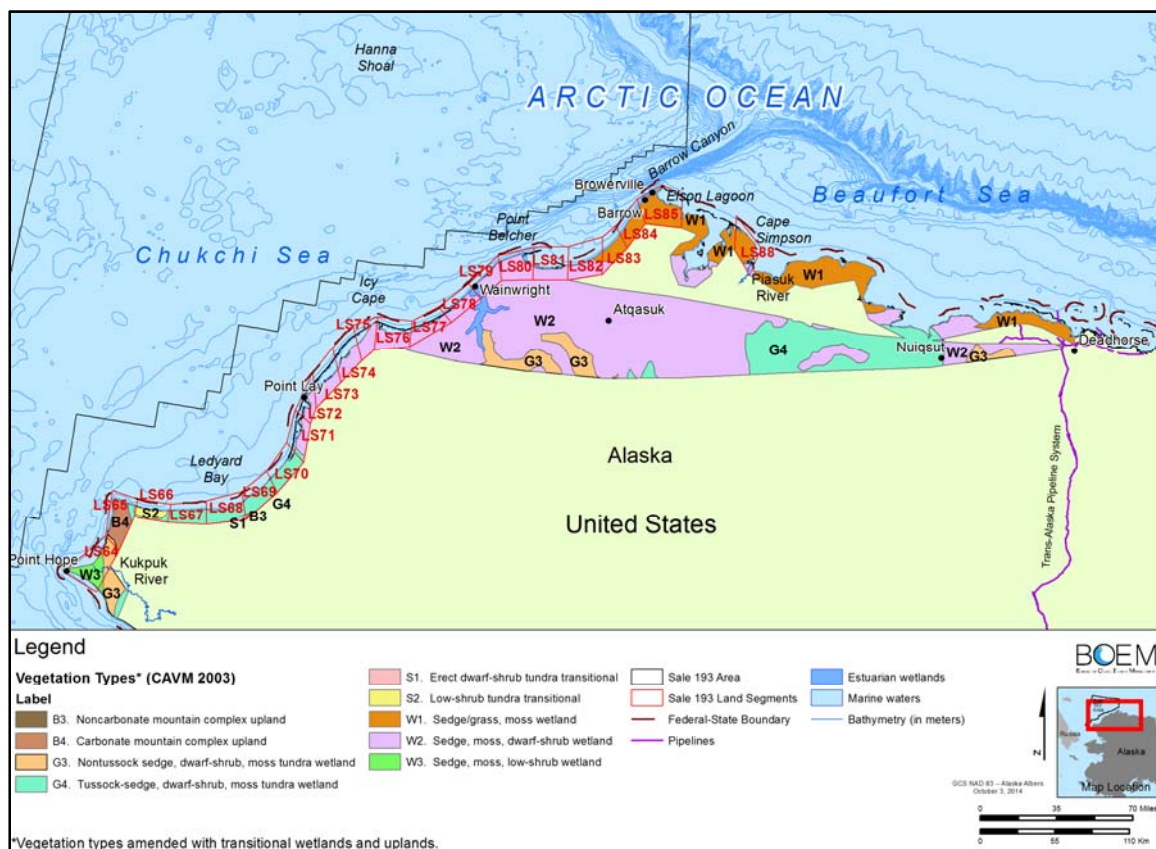 Hanna
Shoal
ARCTIC OCEAN
Barrow Canyon
Browerville
Elson Lagoon
Beaufort Sea
Barrow
LS85
W1
Cape
Simpson
Point
Belcher
LS84
Chukchi Sea
LS79
LS80
LS81
LS82
LS83
W1
LS88
Icy
Cape
Wainwright
LS78
Piasuk
River
W1
LS75
LS76
LS77
W2
Atqasuk
W2
G3
G3
G4
Nuiqsut
W1
W2
G3
Deadhorse
LS74
Point Lay
LS73
LS72
LS71
Alaska
United States
Trans-Alaska Pipeline System
Ledyard
Bay
LS70
LS69
G4
LS65
LS66
B4
S2
LS67
LS68
S1
B3
LS64
Point Hope
W3
Kukpuk
River
G3
Legend
Vegetation Types* (CAVM 2003)
Label
B3. Noncarbonate mountain complex upland
B4. Carbonate mountain complex upland
G3. Nontussock sedge, dwarf-shrub, moss tundra wetland
G4. Tussock-sedge, dwarf-shrub, moss tundra wetland
S1. Erect dwarf-shrub tundra transitional
S2. Low-shrub tundra transitional
W1. Sedge/grass, moss wetland
W2. Sedge, moss, dwarf-shrub wetland
W3. Sedge, moss, low-shrub wetland
Sale 193 Area
Sale 193 Land Segments
Federal-State Boundary
Pipelines
Estuarian wetlands
Marine waters
Bathymetry (in meters)
BOEM
N
Alaska
Map Location
GCS NAD 83 – Alaska Albers
October 3, 2014
0 35 70 Miles
0 55 110 Km
*Vegetation types amended with transitional wetlands and uplands.